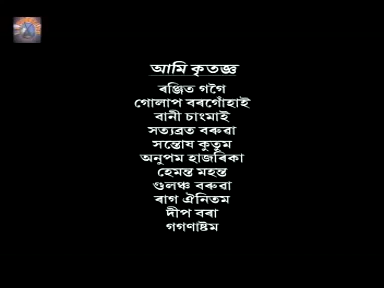 আমি কৃতজ্ঞ
ৰঞ্জিত গগৈ
গোলাপ বৰগোঁহাই
বানী চাংমাই
সত্যব্ৰত বৰুৱা
সন্তোষ কুতুম
অনুপম হাজৰিকা
হেমন্ত মহন্ত
গুলঞ্চ বৰুৱা
ৰাগ ঐনিতম
দীপ বৰা
গগণাষ্টম